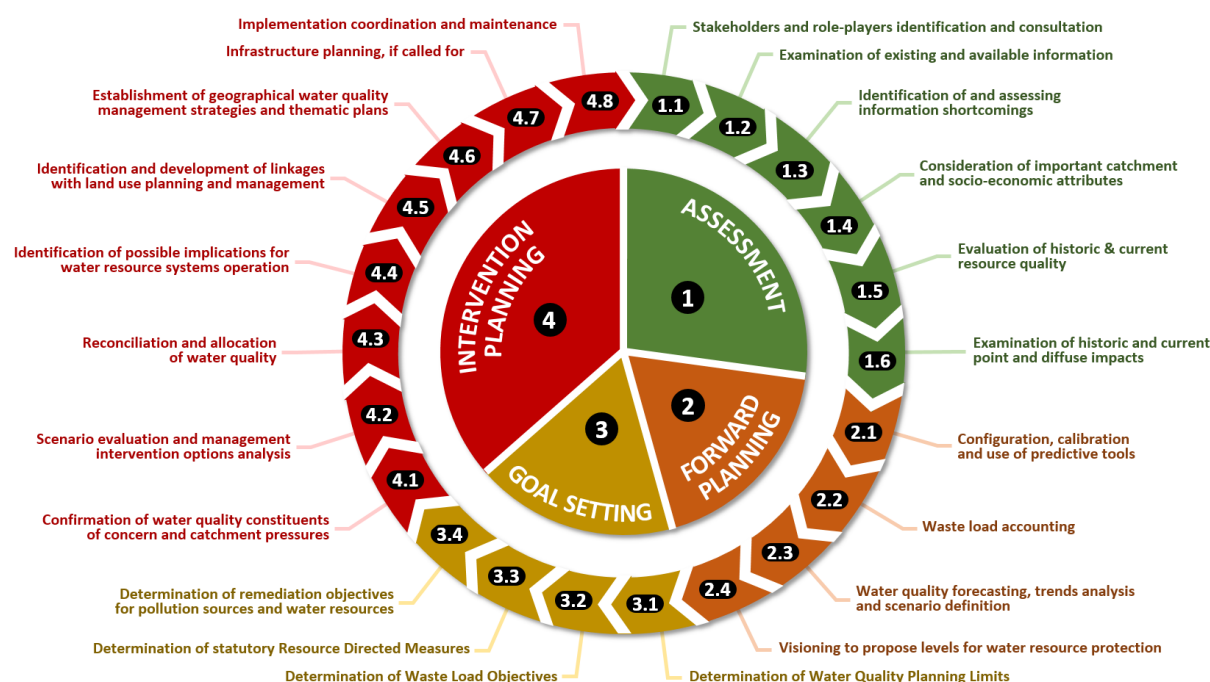 Implementation coordination and maintenance
Infrastructure planning, if called for
Establishment of geographical water quality
management strategies and thematic plans
Identification and development of linkages
with land use planning and management
Identification of possible implications for
water resource systems operation
Reconciliation and allocation
of water quality
Scenario evaluation and management
intervention options analysis
Confirmation of water quality constituents
of concern and catchment pressures
Determination of remediation objectives
for pollution sources and water resources
Determination of statutory Resource Directed Measures
Determination of Waste Load Objectives
Stakeholders and role-players identification and consultation
Examination of existing and available information
Identification of and assessing
information shortcomings
Consideration of important catchment
and socio-economic attributes
Evaluation of historic & current
resource quality
Examination of historic and current
point and diffuse impacts
Configuration, calibration
and use of predictive tools
Waste load accounting
Water quality forecasting, trends analysis
and scenario definition
Visioning to propose levels for water resource protection
Determination of Water Quality Planning Limits
1.1
1.2
1.3
1.4
1.5
1.6
2.1
2.2
2.3
2.4
3.1
3.2
3.3
3.4
4.1
4.2
4.3
4.4
4.5
4.6
4.7
4.8
ASSESSMENT
1
FORWARD
PLANNING
2
GOAL SETTING
3
INTERVENTION
PLANNING
4